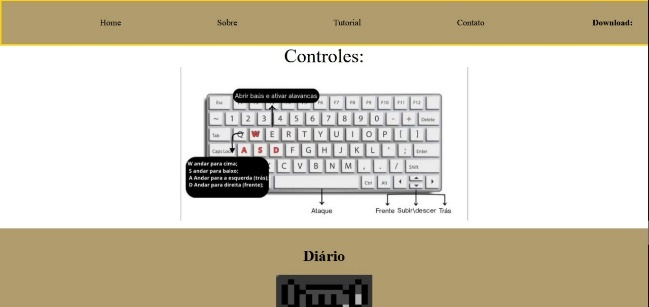 Home Sobre Tutorial Contato Download:
Controles:
Abrir baús e ativar alavancas
Esc F6 F7 F8 F9 F10 F11 F12
~ 1 2 3 4 5 6 7 8 9 0 - + Delete
Tab Q W E R T Y U I O P [ ]
Caps Lock A S D F G H J K L ; ' Enter
C V B N M , . / Shift
W andar para cima;
S andar para baixo;
A Andar para a esquerda (trás);
D Andar para direita (frente);
Ctrl Alt
Ataque Frente Subir\descer Trás
Diário